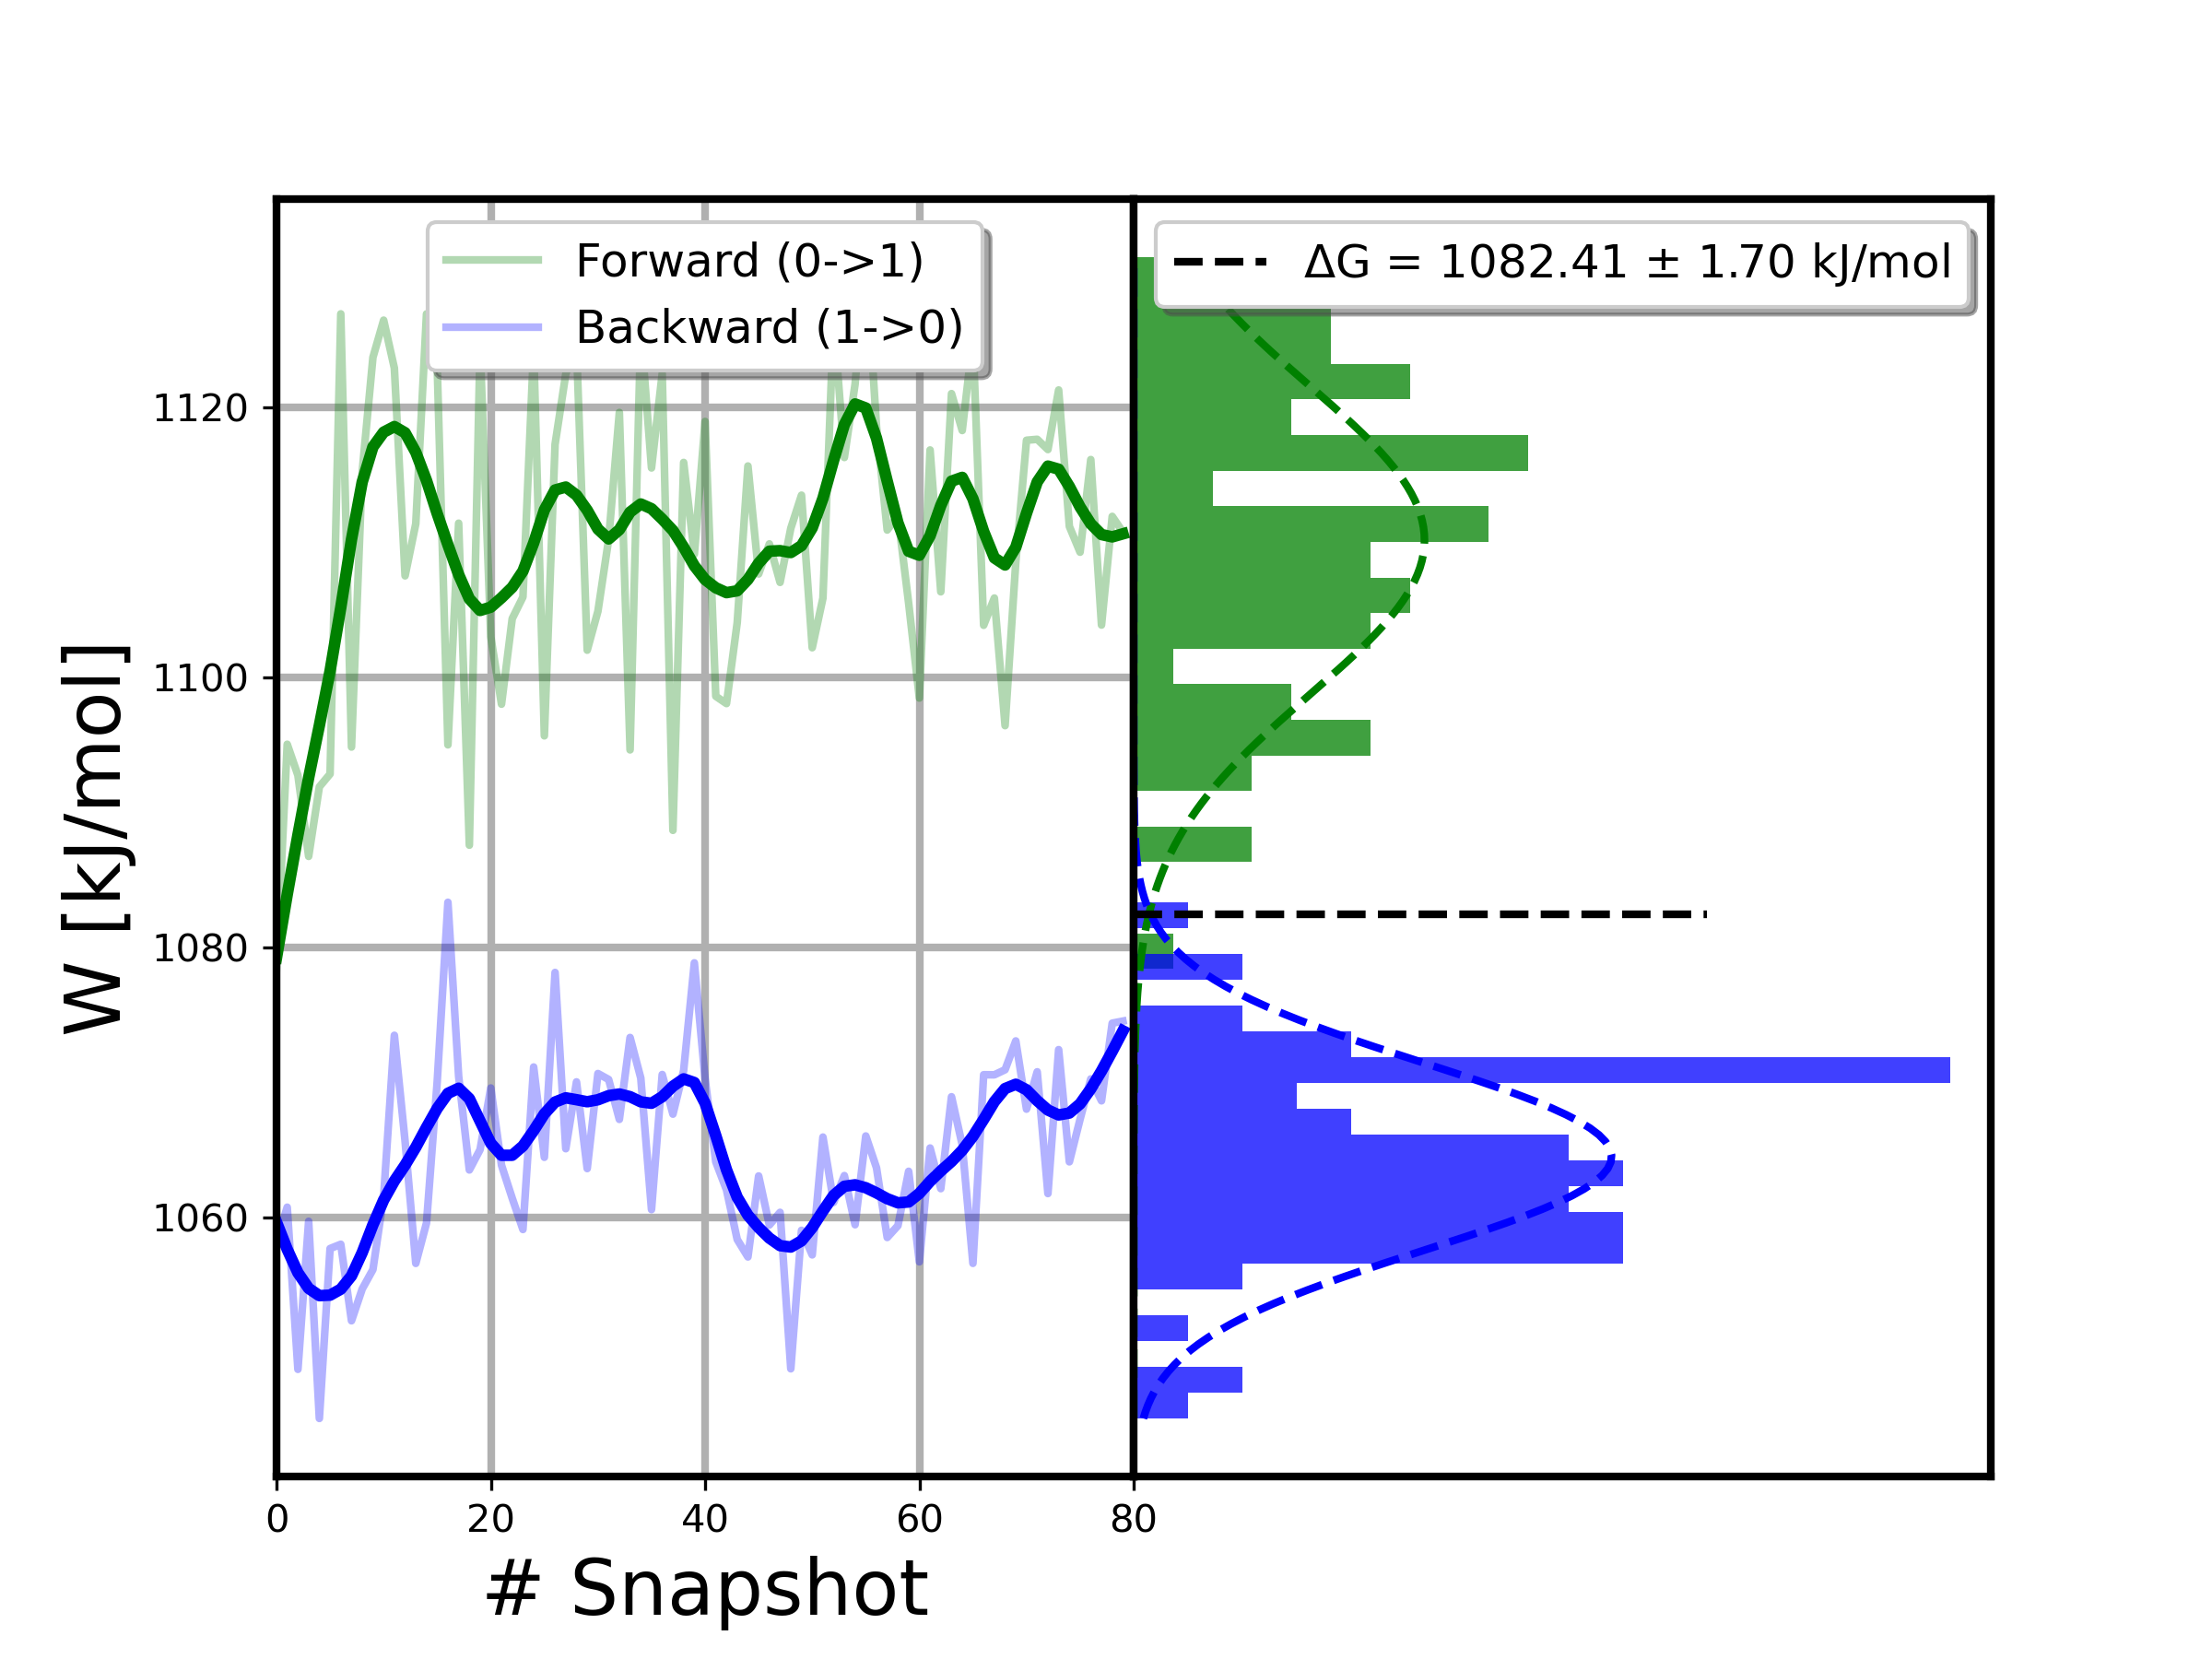 Forward (0->1)
Backward (1->0)
ΔG = 1082.41 ± 1.70 kJ/mol
W [kJ/mol]
1120
1100
1080
1060
0 20 40 60 80
# Snapshot